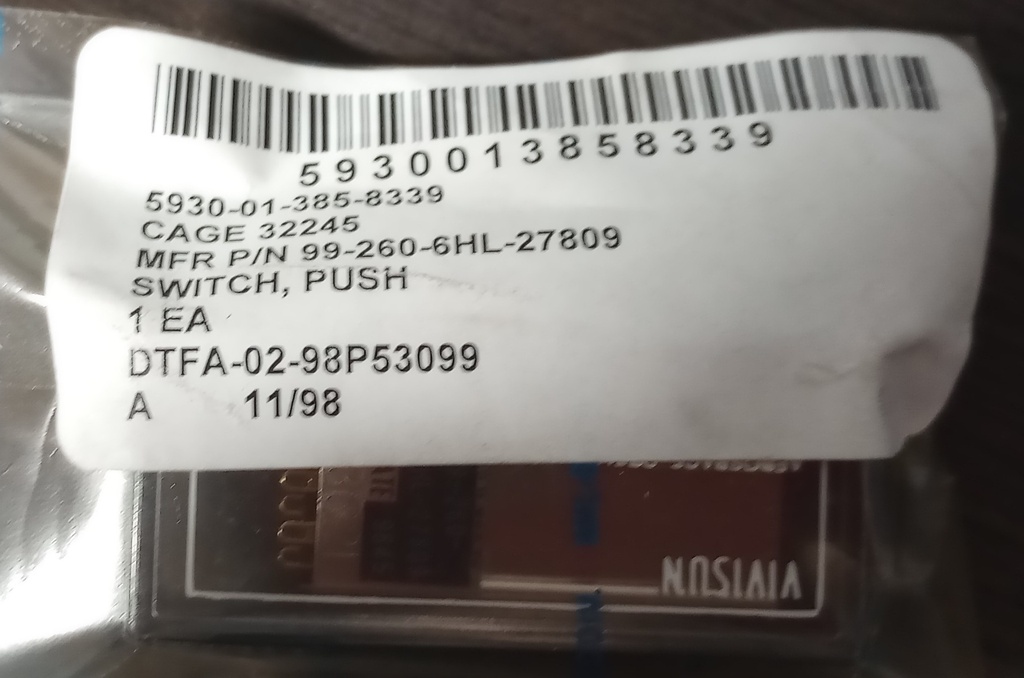 5930013858339
5930-01-385-8339
CAGE 32245
MFR P/N 99-260-6HL-27809
SWITCH, PUSH
1 EA
DTFA-02-98P53099
A 11/98
VIVISUN